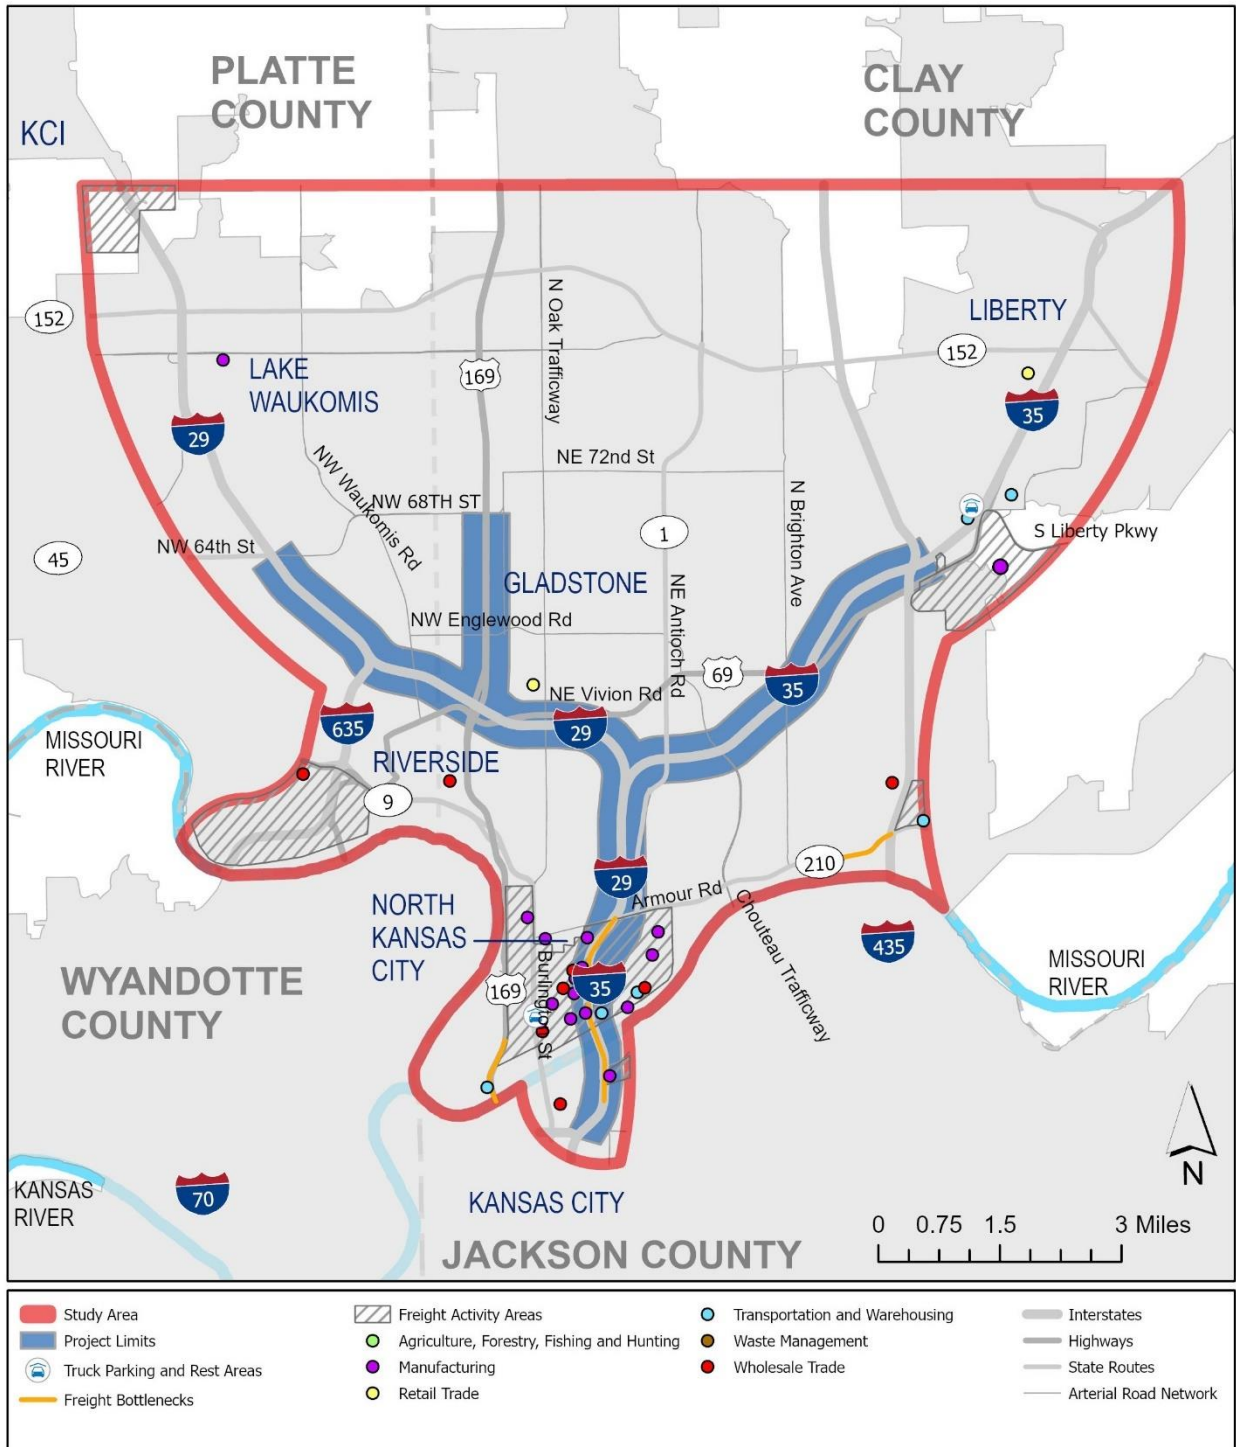 PLATTE
COUNTY
CLAY
COUNTY
KCI
152
LIBERTY
152
N Oak Trafficway
169
LAKE
WAUKOMIS
35
29
NE 72nd St
NW Waukomis Rd
NW 68TH ST
N Brighton Ave
1
S Liberty Pkwy
45
NW 64th St
GLADSTONE
NW Englewood Rd
NE Antioch Rd
69
35
NE Vivion Rd
29
635
MISSOURI
RIVER
RIVERSIDE
9
210
29
Armour Rd
Chouteau Trafficway
NORTH
KANSAS
CITY
435
MISSOURI
RIVER
WYANDOTTE
COUNTY
169
Burlington St
35
N
KANSAS
RIVER
70
KANSAS CITY
JACKSON COUNTY
0 0.75 1.5 3 Miles
Study Area
Project Limits
Truck Parking and Rest Areas
Freight Bottlenecks
Freight Activity Areas
Agriculture, Forestry, Fishing and Hunting
Manufacturing
Retail Trade
Transportation and Warehousing
Waste Management
Wholesale Trade
Interstates
Highways
State Routes
Arterial Road Network